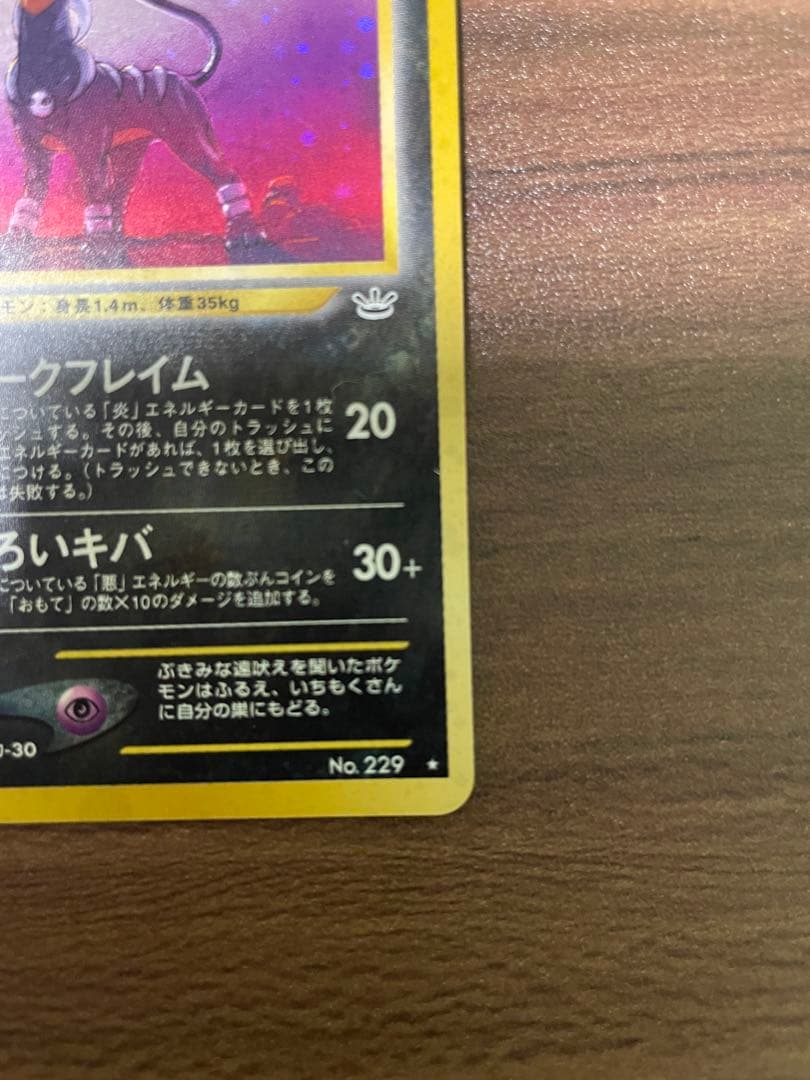 モン：身長1.4m、体重35kg
ークフレイム
についている「炎」エネルギーカードを1枚
ッシュする。その後、自分のトラッシュに
エネルギーカードがあれば、1枚を選び出し、
につける。（トラッシュできないとき、この
は失敗する。）
20
ろいキバ
についている「悪」エネルギーの数ぶんコインを
「おもて」の数×10のダメージを追加する。
30+
ぶきみな遠吠えを聞いたポケ
モンはふるえ、いちもくさん
に自分の巣にもどる。
-30
No. 229 ★